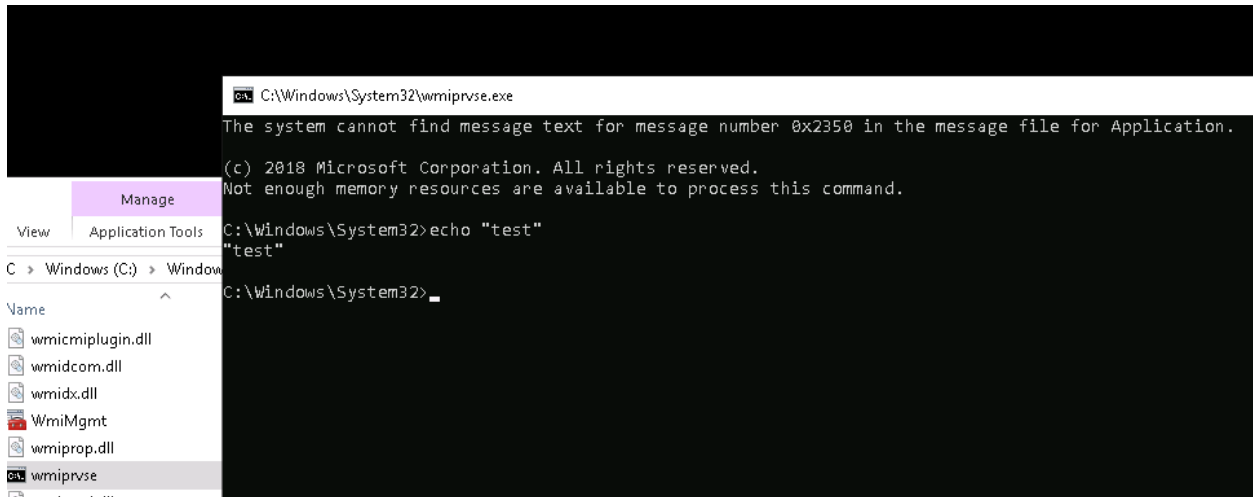 C:\Windows\System32\wmiprvse.exe
The system cannot find message text for message number 0x2350 in the message file for Application.
(c) 2018 Microsoft Corporation. All rights reserved.
Not enough memory resources are available to process this command.
C:\Windows\System32>echo "test"
"test"
C:\Windows\System32>
Manage
View Application Tools
C > Windows (C:) > Window
Name
wmicmiplugin.dll
wmidcom.dll
wmidx.dll
WmiMgmt
wmiprop.dll
wmiprvse